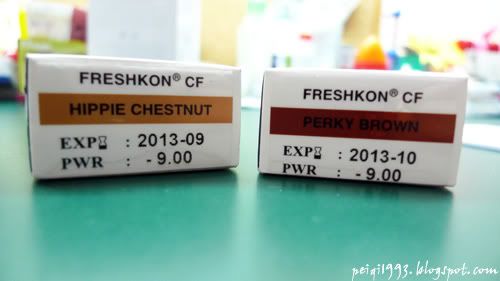 FRESHKON® CF
HIPPIE CHESTNUT
EXP : 2013-09
PWR : - 9.00
FRESHKON® CF
PERKY BROWN
EXP : 2013-10
PWR : - 9.00
peiqi1993.blogspot.com